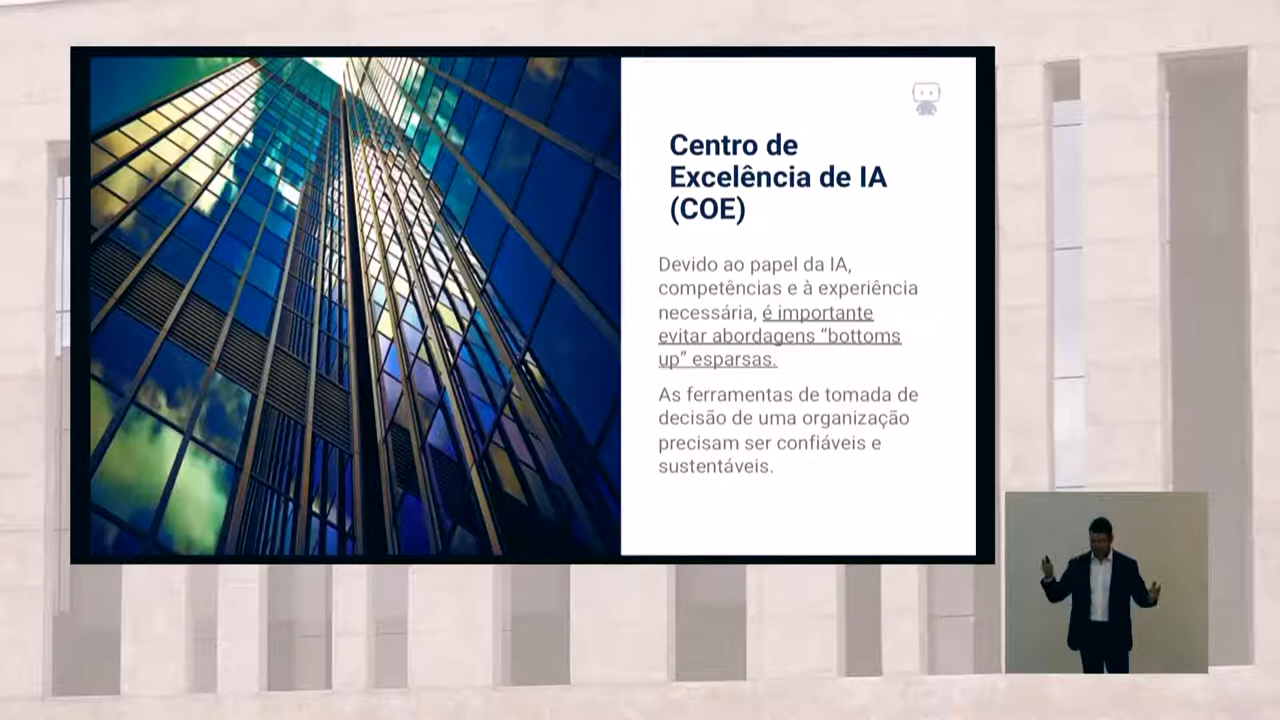 Centro de
Excelência de IA
(COE)
Devido ao papel da IA,
competências e à experiência
necessária, é importante
evitar abordagens “bottoms
up” esparsas.
As ferramentas de tomada de
decisão de uma organização
precisam ser confiáveis e
sustentáveis.